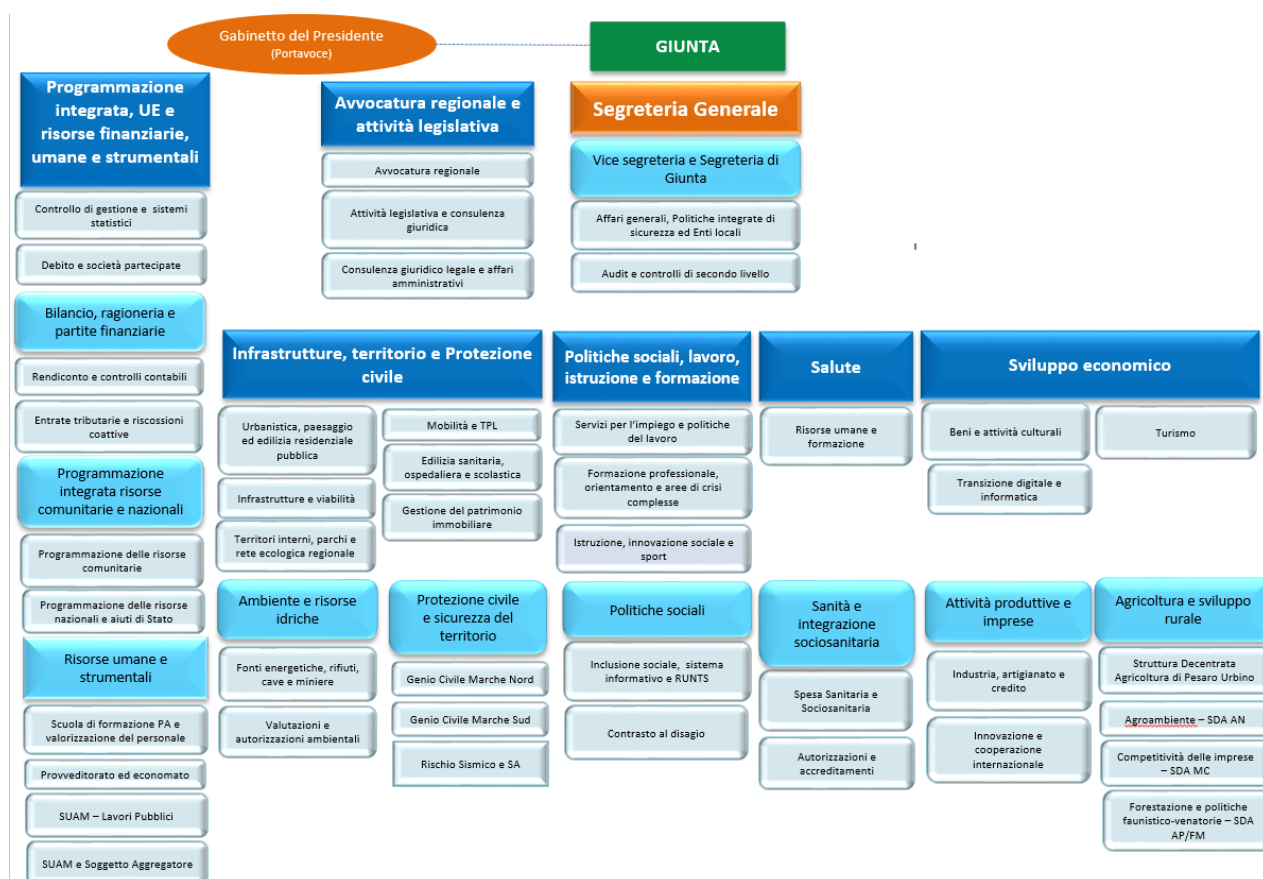 Gabinetto del Presidente
(Portavoce)
GIUNTA
Programmazione
integrata, UE e
risorse finanziarie,
umane e strumentali
Controllo di gestione e sistemi
statistici
Debito e società partecipate
Bilancio, ragioneria e
partite finanziarie
Rendiconto e controlli contabili
Entrate tributarie e riscossioni
coattive
Programmazione
integrata risorse
comunitarie e nazionali
Programmazione delle risorse
comunitarie
Programmazione delle risorse
nazionali e aiuti di Stato
Risorse umane e
strumentali
Scuola di formazione PA e
valorizzazione del personale
Provveditorato ed economato
SUAM – Lavori Pubblici
SUAM e Soggetto Aggregatore
Avvocatura regionale e
attività legislativa
Avvocatura regionale
Attività legislativa e consulenza
giuridica
Consulenza giuridico legale e affari
amministrativi
Segreteria Generale
Vice segreteria e Segreteria di
Giunta
Affari generali, Politiche integrate di
sicurezza ed Enti locali
Audit e controlli di secondo livello
Infrastrutture, territorio e Protezione
civile
Urbanistica, paesaggio
ed edilizia residenziale
pubblica
Infrastrutture e viabilità
Territori interni, parchi e
rete ecologica regionale
Mobilità e TPL
Edilizia sanitaria,
ospedaliera e scolastica
Gestione del patrimonio
immobiliare
Ambiente e risorse
idriche
Fonti energetiche, rifiuti,
cave e miniere
Valutazioni e
autorizzazioni ambientali
Protezione civile
e sicurezza del
territorio
Genio Civile Marche Nord
Genio Civile Marche Sud
Rischio Sismico e SA
Politiche sociali, lavoro,
istruzione e formazione
Servizi per l’impiego e politiche
del lavoro
Formazione professionale,
orientamento e aree di crisi
complesse
Istruzione, innovazione sociale e
sport
Politiche sociali
Inclusione sociale, sistema
informativo e RUNTS
Contrasto al disagio
Salute
Risorse umane e
formazione
Sanità e
integrazione
sociosanitaria
Spesa Sanitaria e
Sociosanitaria
Autorizzazioni e
accreditamenti
Sviluppo economico
Beni e attività culturali
Transizione digitale e
informatica
Turismo
Attività produttive e
imprese
Industria, artigianato e
credito
Innovazione e
cooperazione
internazionale
Agricoltura e sviluppo
rurale
Struttura Decentrata
Agricoltura di Pesaro Urbino
Agroambiente – SDA AN
Competitività delle imprese
– SDA MC
Forestazione e politiche
faunistico-venatorie – SDA
AP/FM